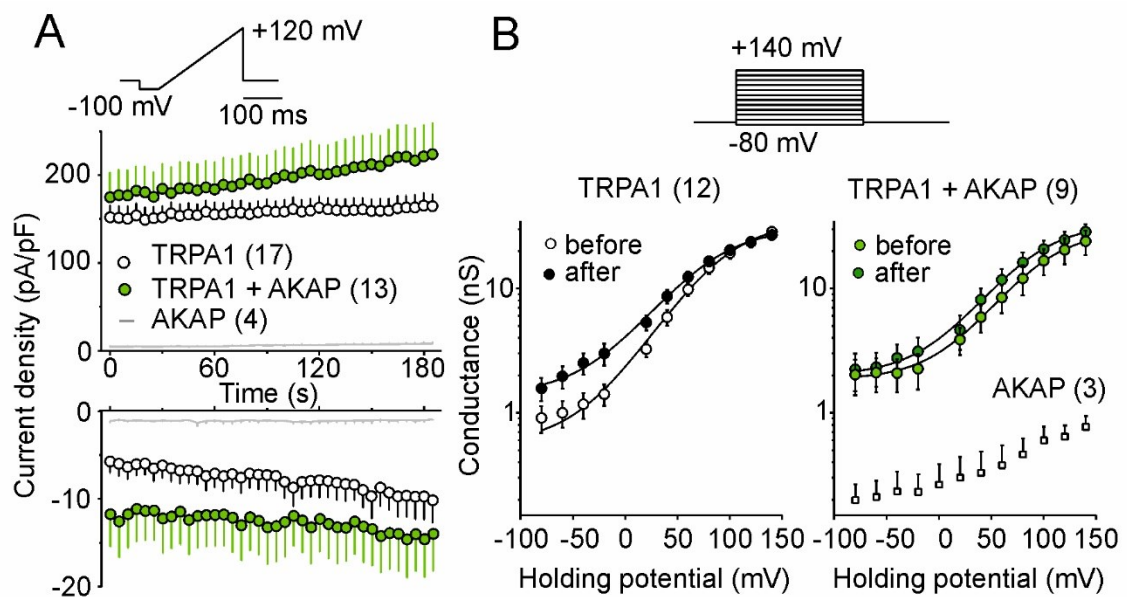 A
+120 mV
-100 mV
100 ms
Current density (pA/pF)
200
100
0
TRPA1 (17)
TRPA1 + AKAP (13)
AKAP (4)
0 60 120 180
Time (s)
0
-10
-20
B
+140 mV
-80 mV
TRPA1 (12)
before
after
Conductance (nS)
10
1
-100 -50 0 50 100 150
Holding potential (mV)
TRPA1 + AKAP (9)
before
after
10
1
AKAP (3)
-100 -50 0 50 100 150
Holding potential (mV)